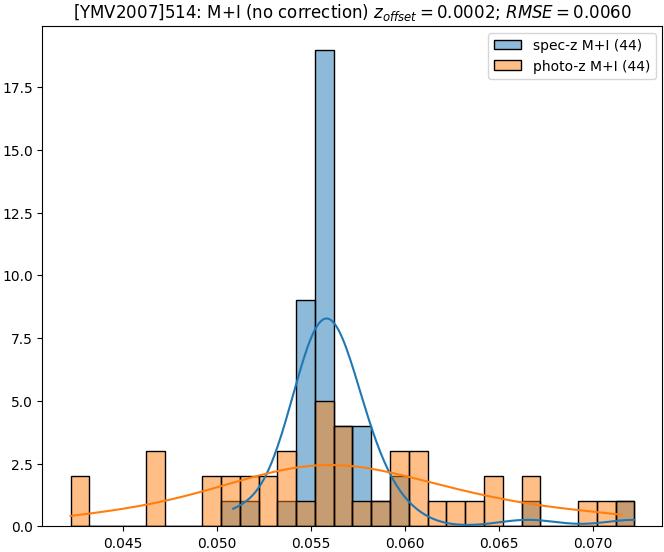 [YMV2007]514: M+I (no correction) z_offset = 0.0002; RMSE = 0.0060
spec-z M+I (44)
photo-z M+I (44)
17.5
15.0
12.5
10.0
7.5
5.0
2.5
0.0
0.045 0.050 0.055 0.060 0.065 0.070